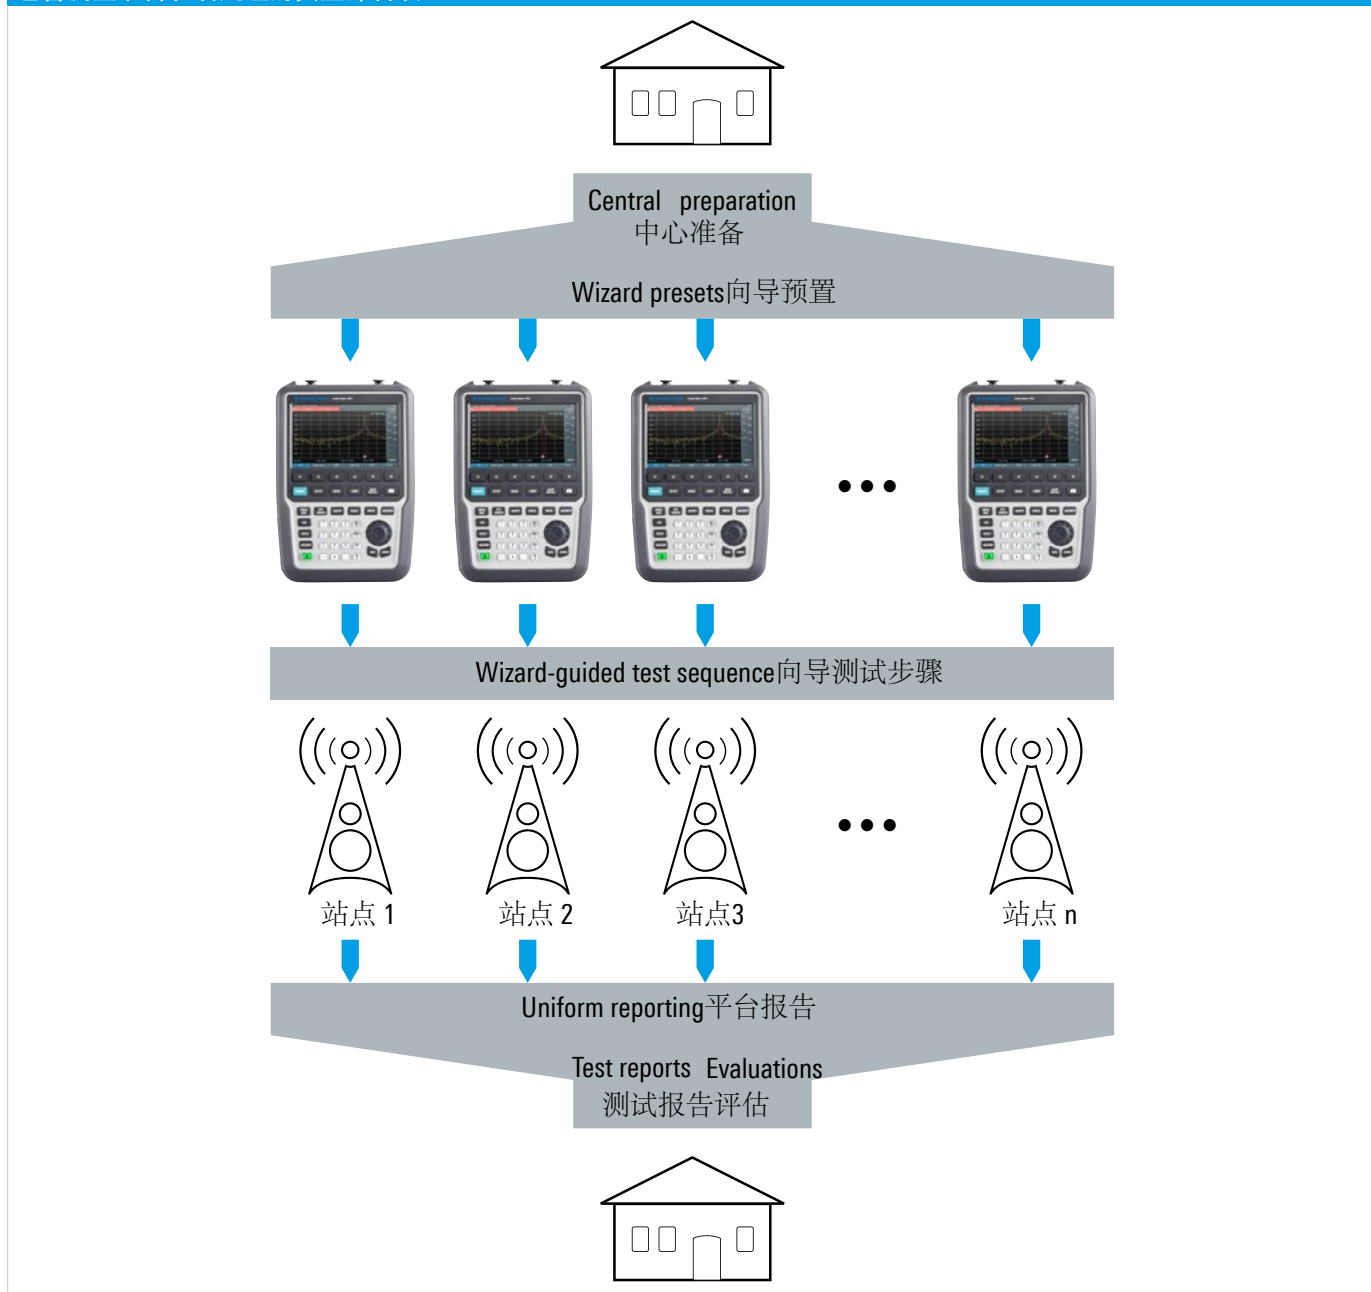 Central preparation
中心准备
Wizard presets向导预置
Wizard-guided test sequence向导测试步骤
站点 1
站点 2
站点3
站点 n
Uniform reporting平台报告
Test reports Evaluations
测试报告评估